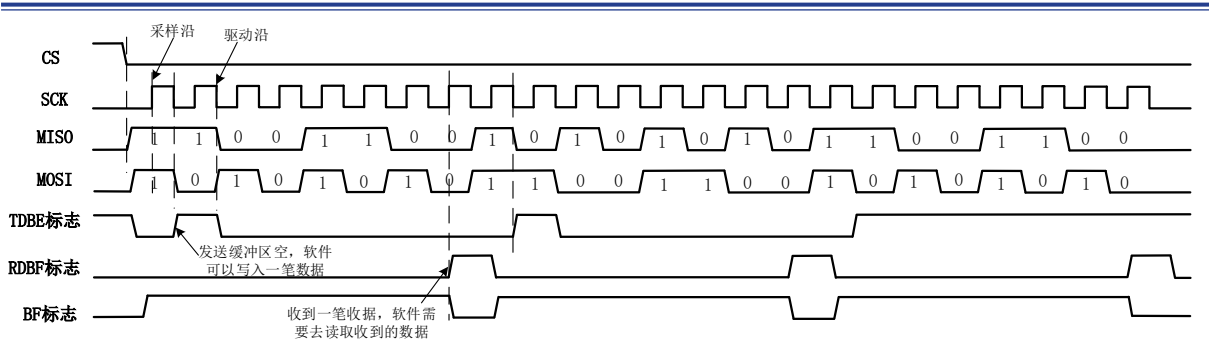 采样沿
驱动沿
CS
SCK
MISO
1 1 0 0 1 1 0 0 1 0 1 0 1 0 1 0 1 1 0 0 1 1 0 0
MOSI
1 0 1 0 1 0 1 0 1 1 0 0 1 1 0 0 1 0 1 0 1 0 1 0
TDBE标志
发送缓冲区空，软件
可以写入一笔数据
RDBF标志
BF标志
收到一笔收据，软件需
要去读取收到的数据